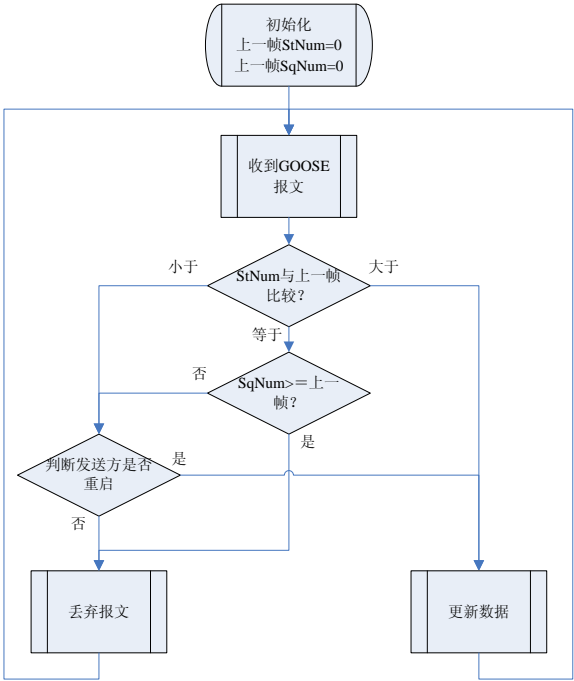 初始化
上一帧StNum=0
上一帧SqNum=0
收到GOOSE
报文
小于
StNum与上一帧
比较?
大于
等于
否
SqNum>=上一
帧?
是
判断发送方是否
重启
是
否
丢弃报文
更新数据